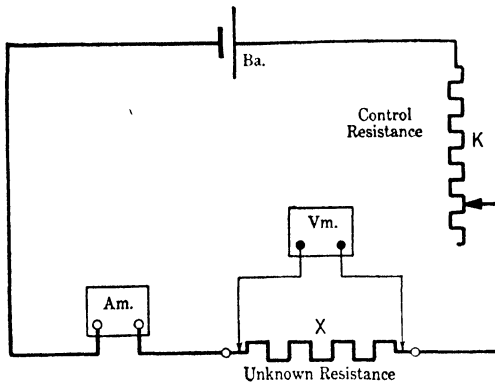 Ba.
Control
Resistance
K
Vm.
Am.
X
Unknown Resistance